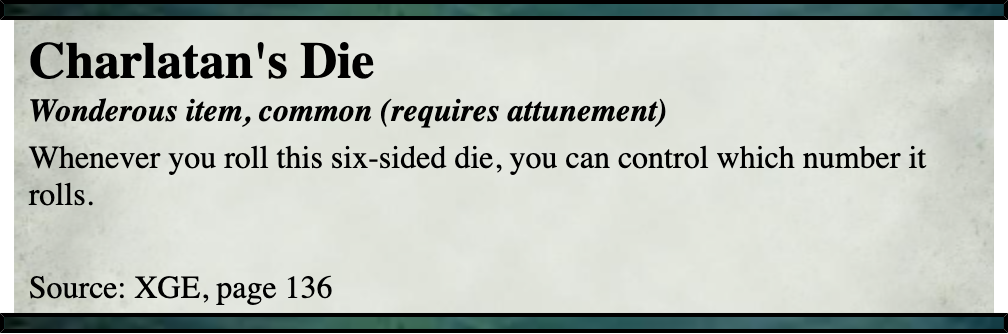 Charlatan's Die
Wonderous item, common (requires attunement)
Whenever you roll this six-sided die, you can control which number it
rolls.
Source: XGE, page 136